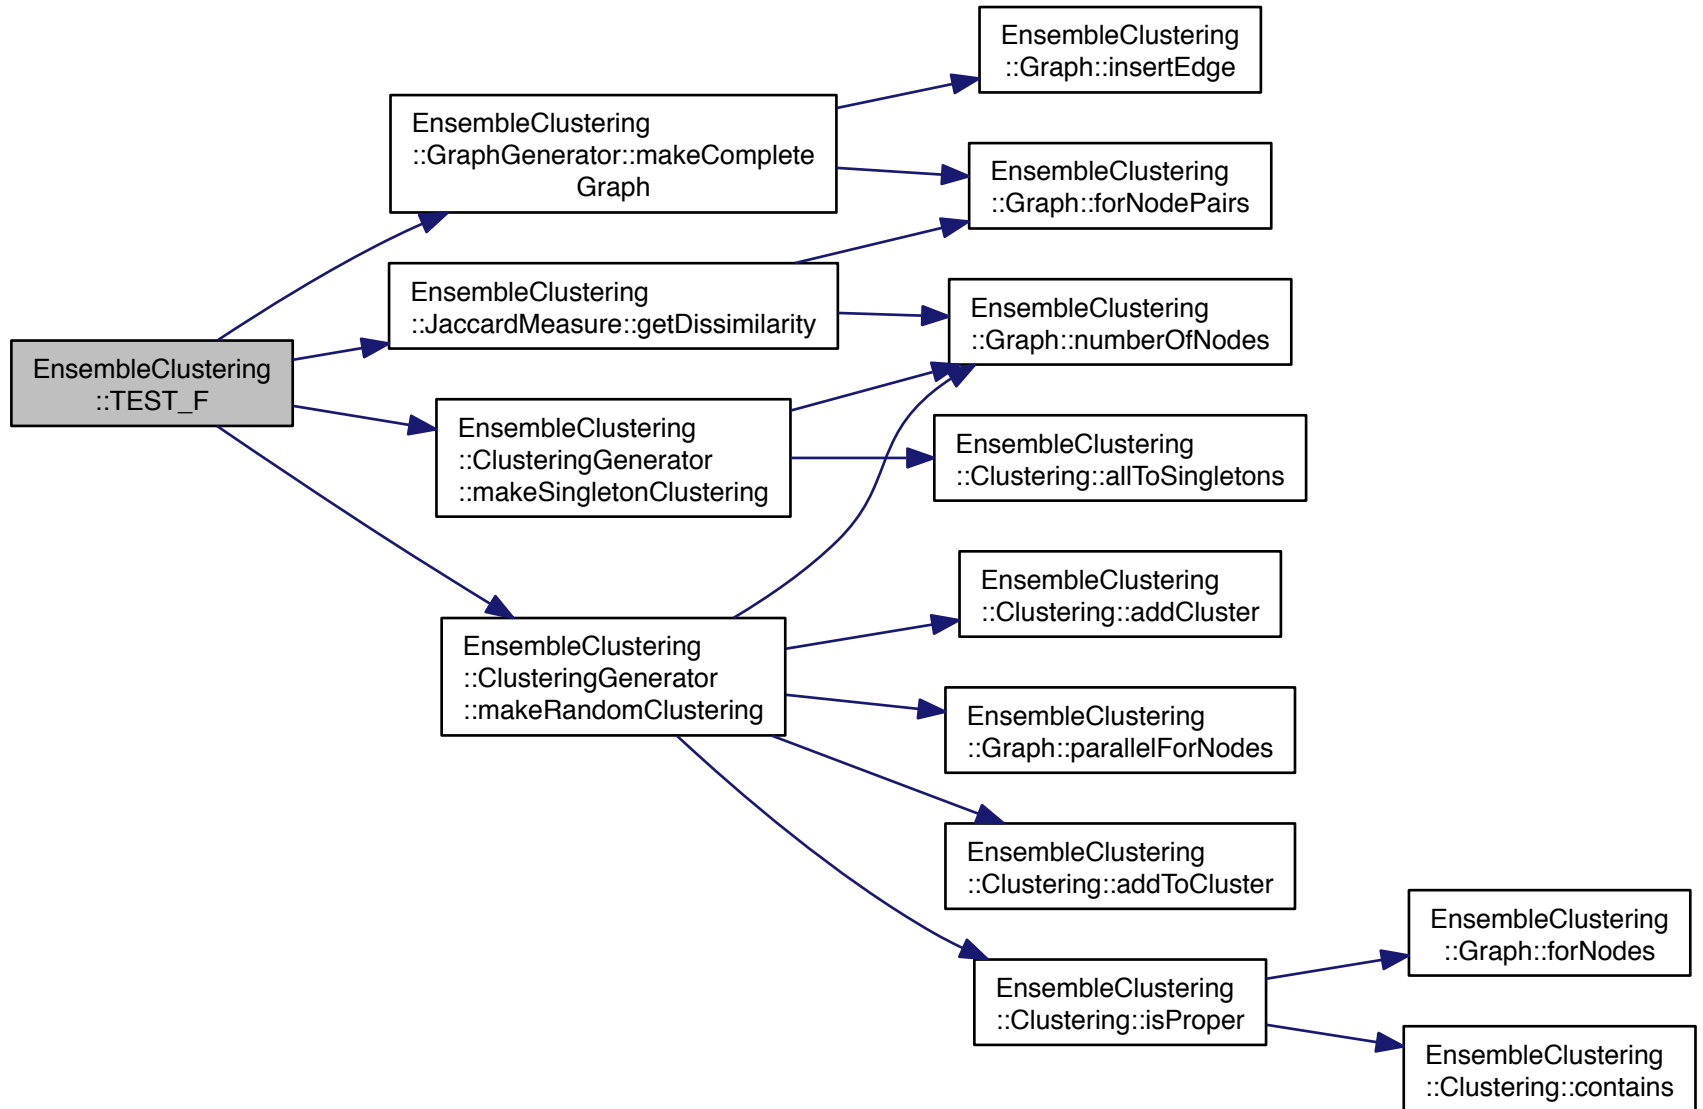 EnsembleClustering
::TEST_F
EnsembleClustering
::GraphGenerator::makeComplete
Graph
EnsembleClustering
::JaccardMeasure::getDissimilarity
EnsembleClustering
::ClusteringGenerator
::makeSingletonClustering
EnsembleClustering
::ClusteringGenerator
::makeRandomClustering
EnsembleClustering
::Graph::insertEdge
EnsembleClustering
::Graph::forNodePairs
EnsembleClustering
::Graph::numberOfNodes
EnsembleClustering
::Clustering::allToSingletons
EnsembleClustering
::Clustering::addCluster
EnsembleClustering
::Graph::parallelForNodes
EnsembleClustering
::Clustering::addToCluster
EnsembleClustering
::Clustering::isProper
EnsembleClustering
::Graph::forNodes
EnsembleClustering
::Clustering::contains